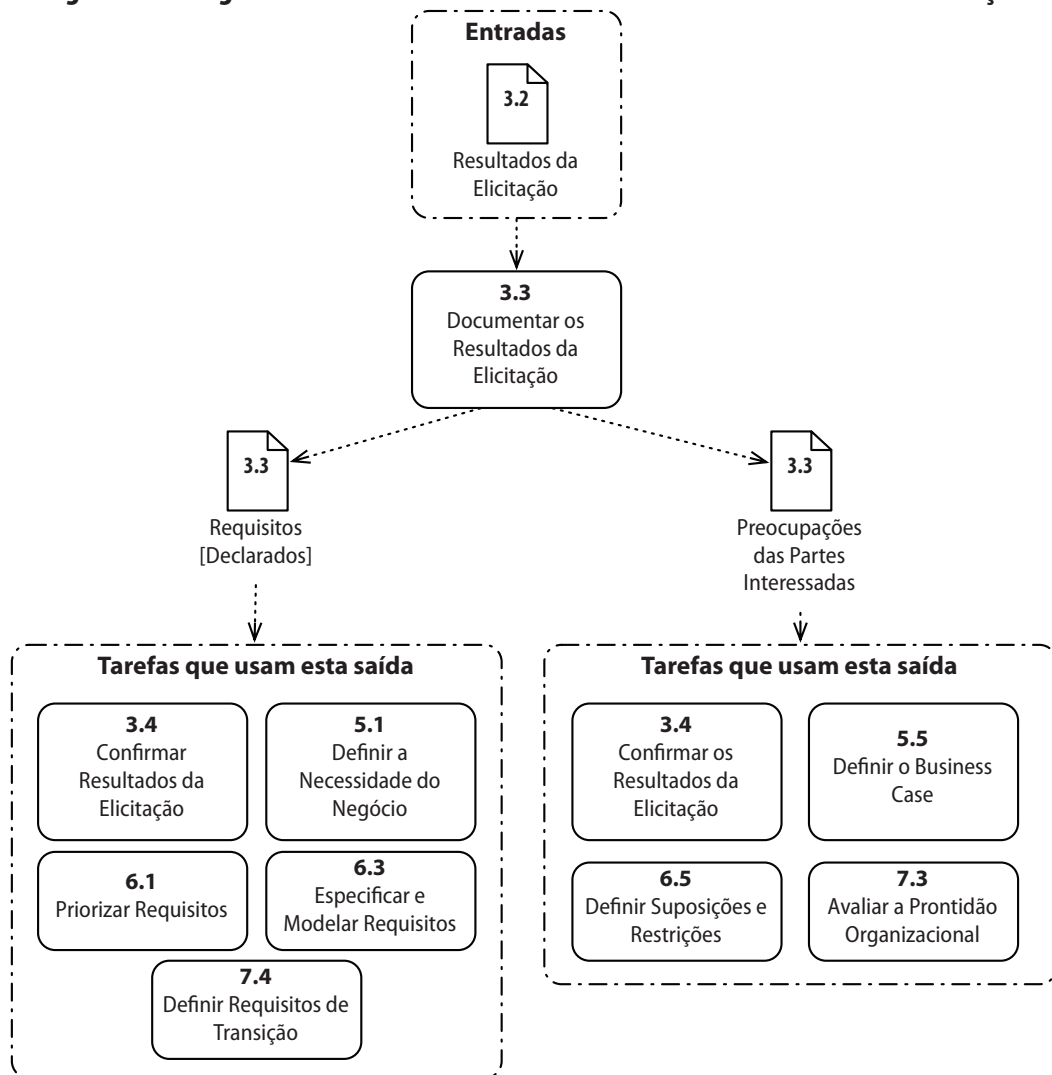 Entradas
3.2
Resultados da
Elicitação
3.3
Documentar os
Resultados da
Elicitação
3.3
Requisitos
[Declarados]
3.3
Preocupações
das Partes
Interessadas
Tarefas que usam esta saída
3.4
Confirmar
Resultados da
Elicitação
5.1
Definir a
Necessidade do
Negócio
6.1
Priorizar Requisitos
6.3
Especificar e
Modelar Requisitos
7.4
Definir Requisitos de
Transição
Tarefas que usam esta saída
3.4
Confirmar os
Resultados da
Elicitação
5.5
Definir o Business
Case
6.5
Definir Suposições e
Restrições
7.3
Avaliar a Prontidão
Organizacional